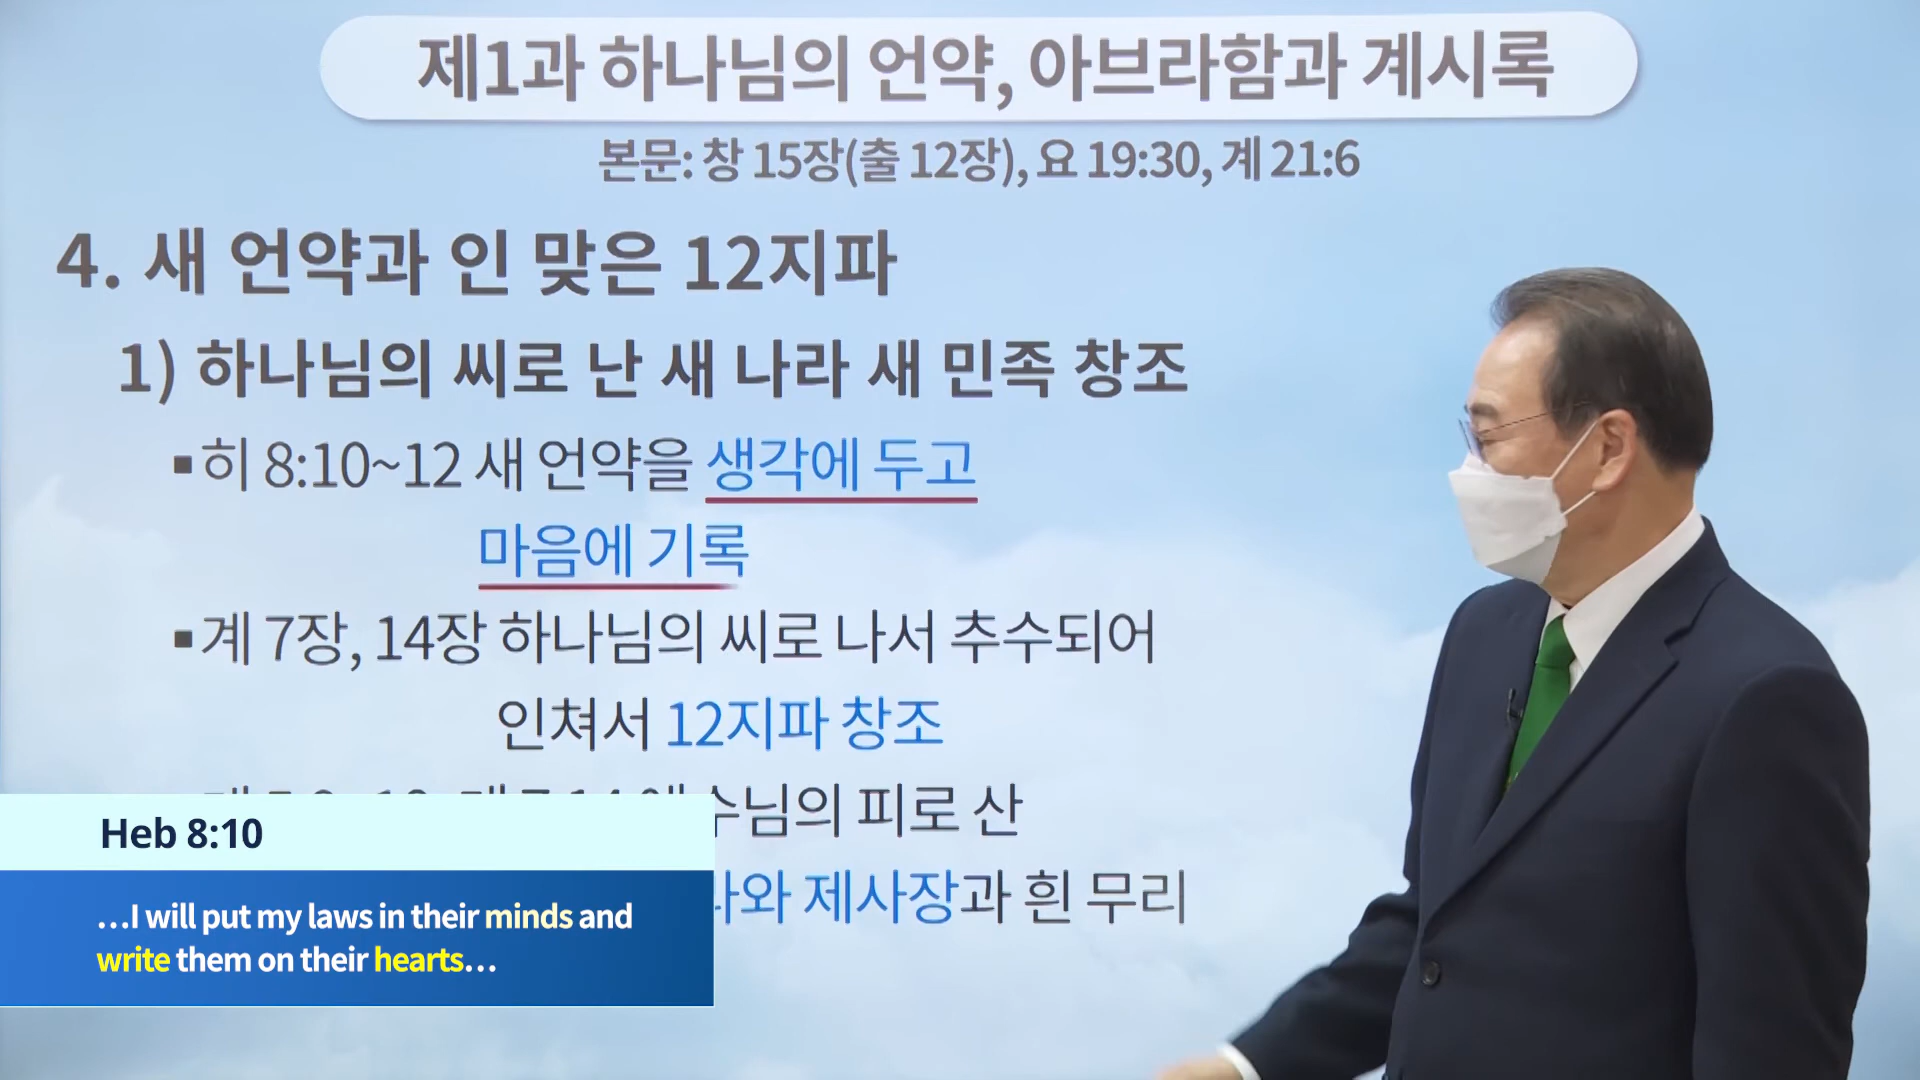 제1과 하나님의 언약, 아브라함과 계시록
본문: 창 15장(출 12장), 요 19:30, 계 21:6
4. 새 언약과 인 맞은 12지파
1) 하나님의 씨로 난 새 나라 새 민족 창조
▪히 8:10~12 새 언약을 생각에 두고
마음에 기록
▪계 7장, 14장 하나님의 씨로 나서 추수되어
인쳐서 12지파 창조
피로 산
제사장과 흰 무리
Heb 8:10
...I will put my laws in their minds and
write them on their hearts...